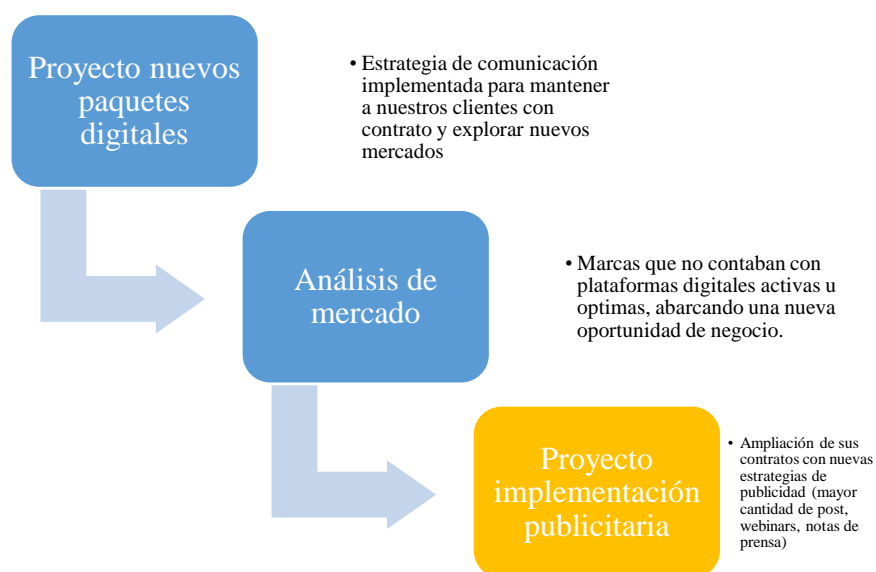 Proyecto nuevos
paquetes
digitales
• Estrategia de comunicación
implementada para mantener
a nuestros clientes con
contrato y explorar nuevos
mercados
Análisis de
mercado
• Marcas que no contaban con
plataformas digitales activas u
optimas, abarcando una nueva
oportunidad de negocio.
Proyecto
implementación
publicitaria
• Ampliación de sus
contratos con nuevas
estrategias de
publicidad (mayor
cantidad de post,
webinars, notas de
prensa)